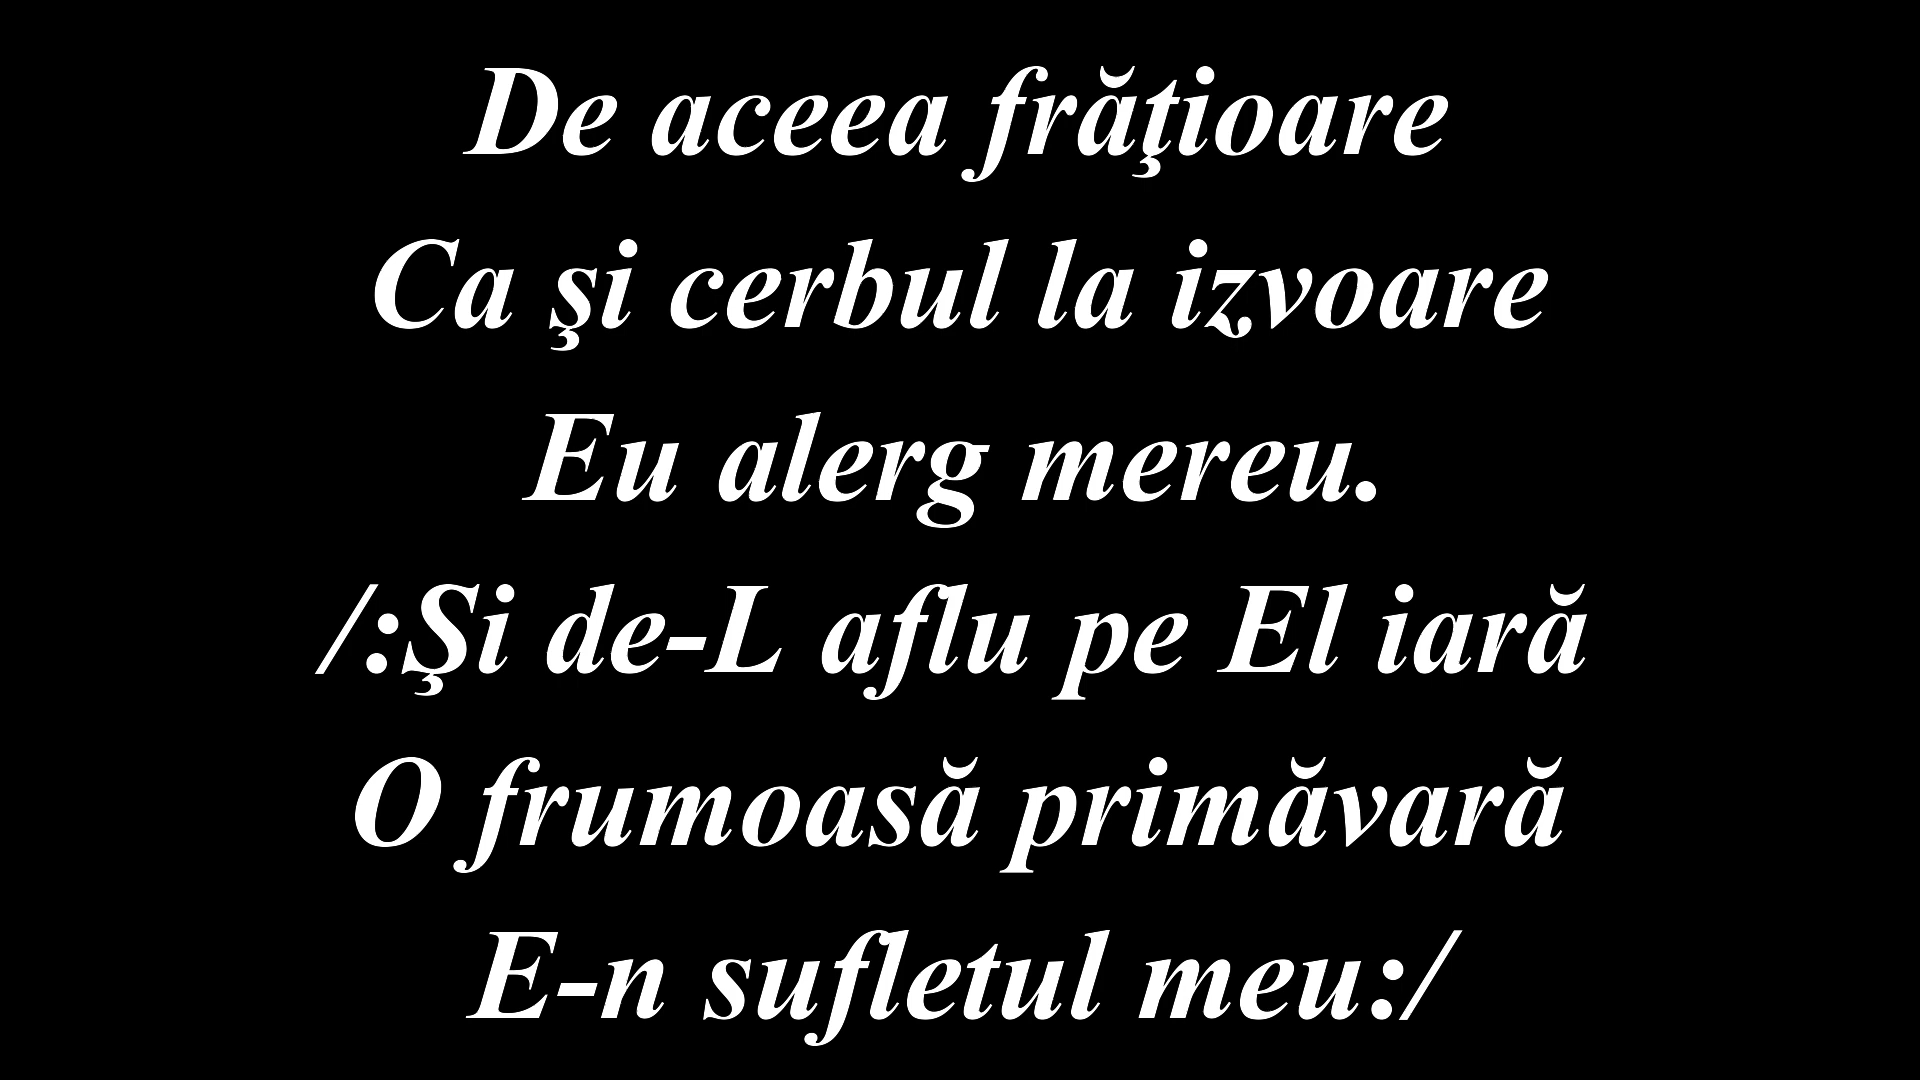 De aceea frăţioare
Ca şi cerbul la izvoare
Eu alerg mereu.
/:Şi de-L aflu pe El iară
O frumoasă primăvară
E-n sufletul meu:/